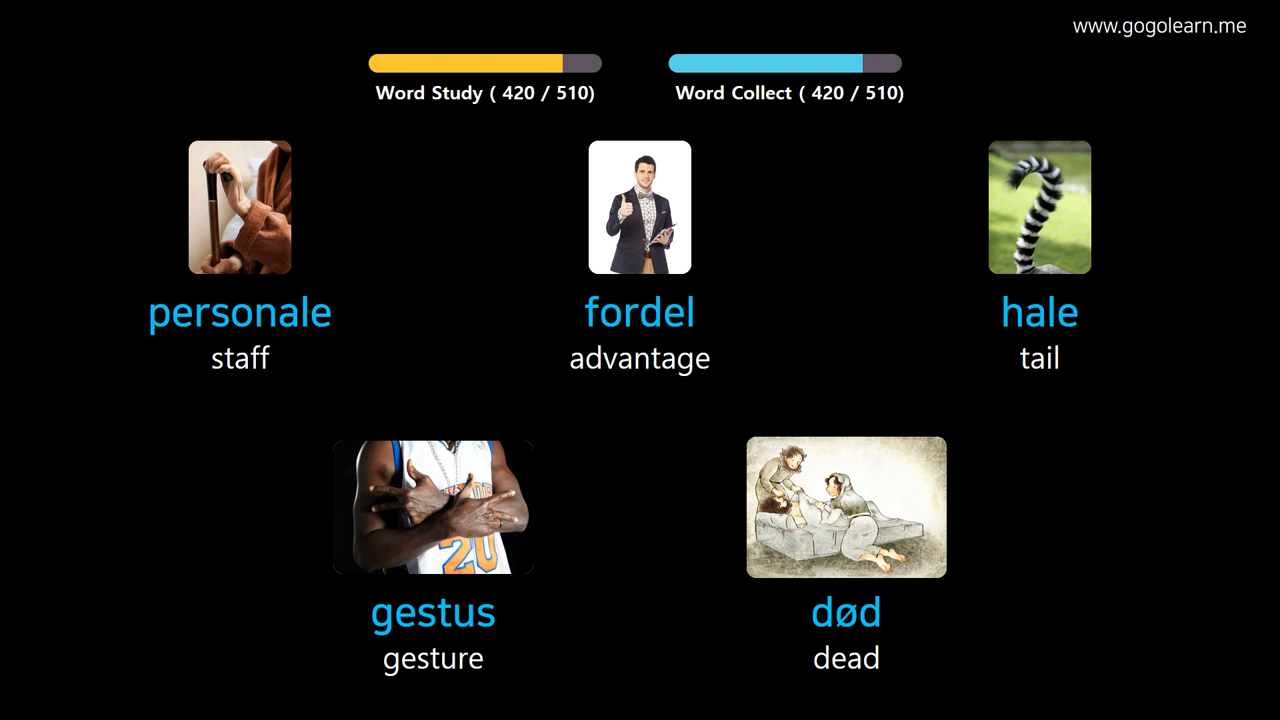 www.gogolearn.me
Word Study ( 420 / 510)
Word Collect ( 420 / 510)
personale
staff
fordel
advantage
hale
tail
20
gestus
gesture
død
dead